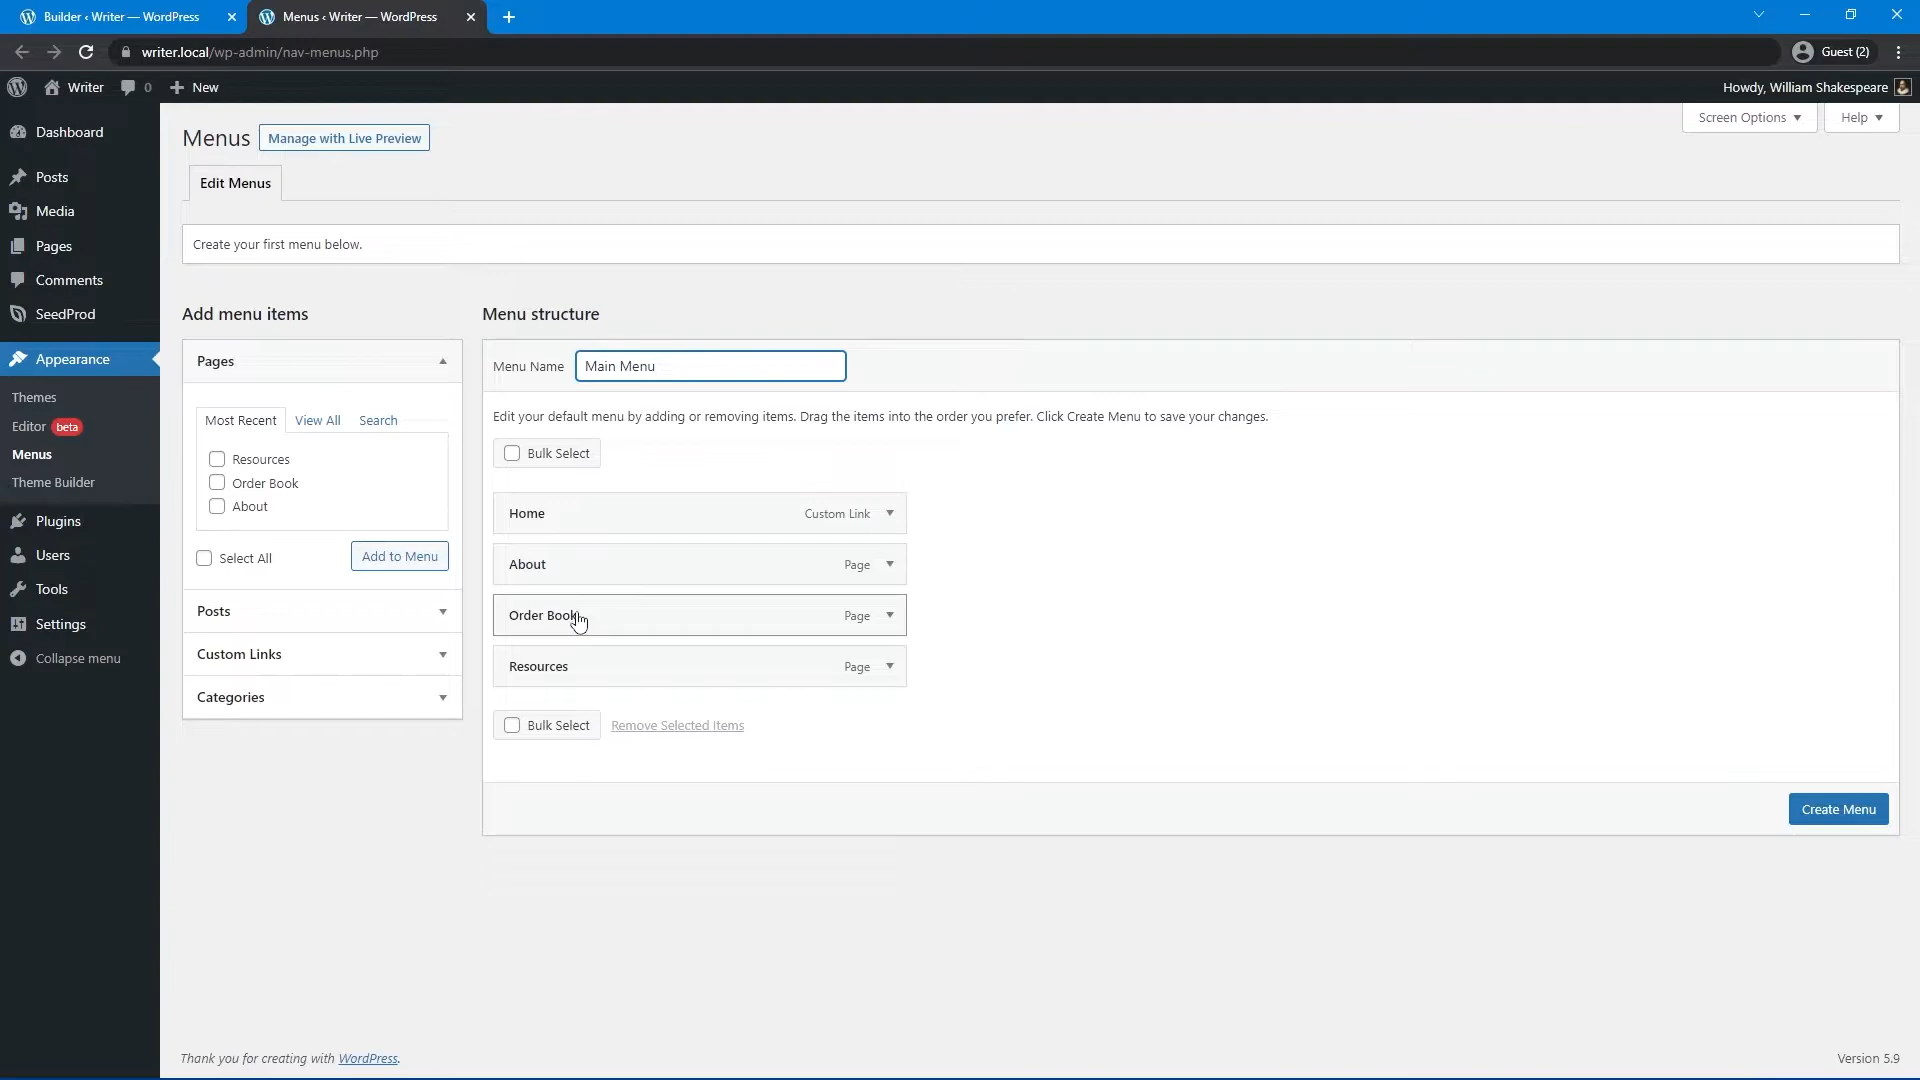 Builder ‹ Writer — WordPress
Menus ‹ Writer — WordPress
writer.local/wp-admin/nav-menus.php
Guest (2)
Writer
0
New
Howdy, William Shakespeare
Dashboard
Posts
Media
Pages
Comments
SeedProd
Appearance
Themes
Editor beta
Menus
Theme Builder
Plugins
Users
Tools
Settings
Collapse menu
Screen Options
Help
Menus
Manage with Live Preview
Edit Menus
Create your first menu below.
Add menu items
Pages
Most Recent
View All
Search
Resources
Order Book
About
Select All
Add to Menu
Posts
Custom Links
Categories
Menu structure
Menu Name
Main Menu
Edit your default menu by adding or removing items. Drag the items into the order you prefer. Click Create Menu to save your changes.
Bulk Select
Home Custom Link
About Page
Order Book Page
Resources Page
Bulk Select
Remove Selected Items
Create Menu
Thank you for creating with WordPress.
Version 5.9